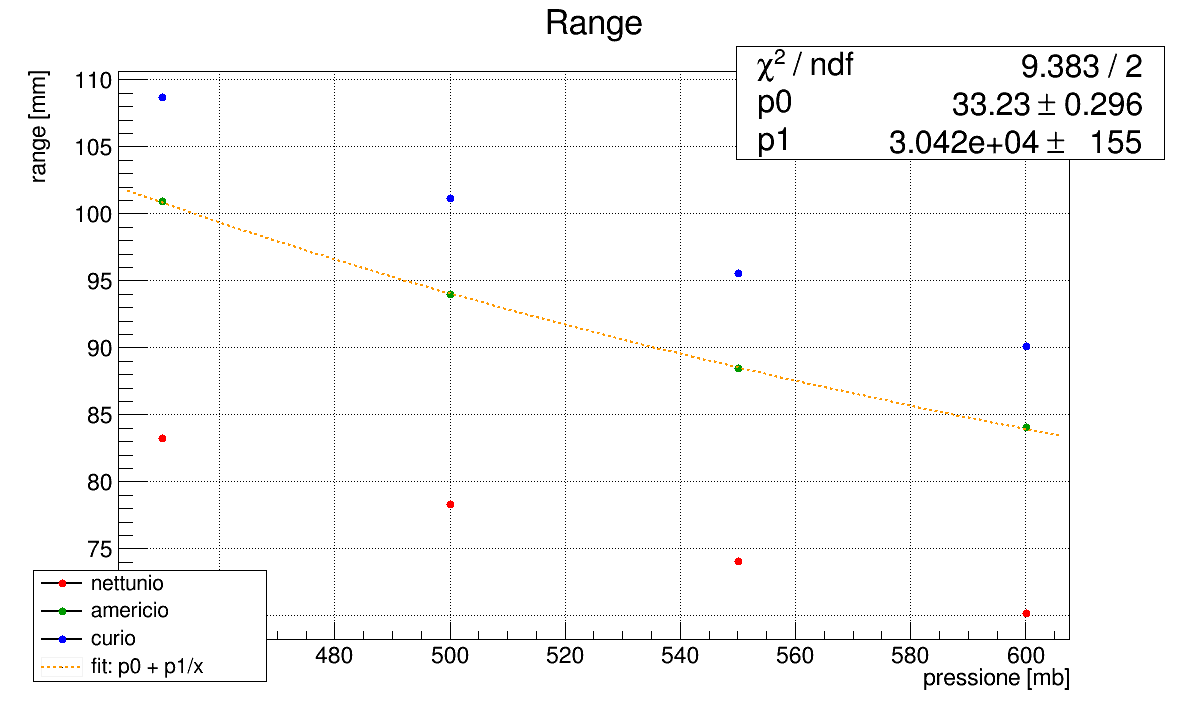 Range
χ² / ndf 9.383 / 2
p0 33.23 ± 0.296
p1 3.042e+04 ± 155
range [mm]
110
105
100
95
90
85
80
75
nettunio
americio
curio
fit: p0 + p1/x
480 500 520 540 560 580 600
pressione [mb]